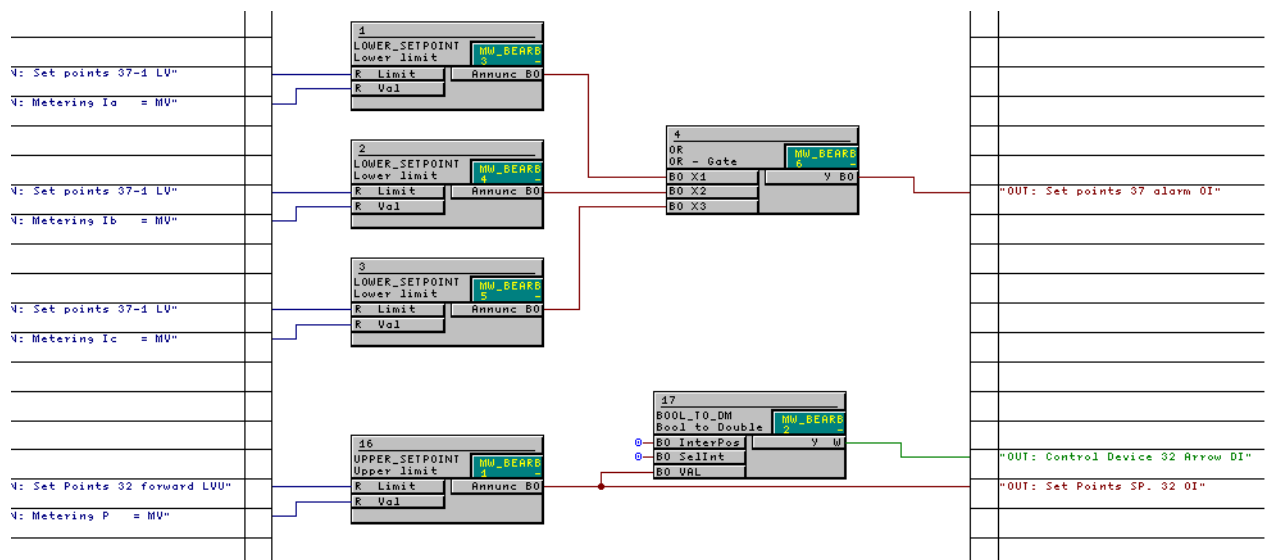 1
LOWER_SETPOINT
Lower limit
MW_BEARB
3 -
N: Set points 37-1 LV"
R Limit
Annunc BO
N: Metering Ia = MV"
R Val
2
LOWER_SETPOINT
Lower limit
MW_BEARB
4 -
N: Set points 37-1 LV"
R Limit
Annunc BO
N: Metering Ib = MV"
R Val
4
OR
OR - Gate
MW_BEARB
6 -
BO X1
Y BO
BO X2
BO X3
"OUT: Set points 37 alarm OI"
3
LOWER_SETPOINT
Lower limit
MW_BEARB
5 -
N: Set points 37-1 LV"
R Limit
Annunc BO
N: Metering Ic = MV"
R Val
17
BOOL_TO_DM
Bool to Double
MW_BEARB
2 -
0
BO InterPos
Y W
0
BO SelInt
BO VAL
"OUT: Control Device 32 Arrow DI"
16
UPPER_SETPOINT
Upper limit
MW_BEARB
1 -
N: Set Points 32 forward LVU"
R Limit
Annunc BO
"OUT: Set Points SP. 32 OI"
N: Metering P = MV"
R Val